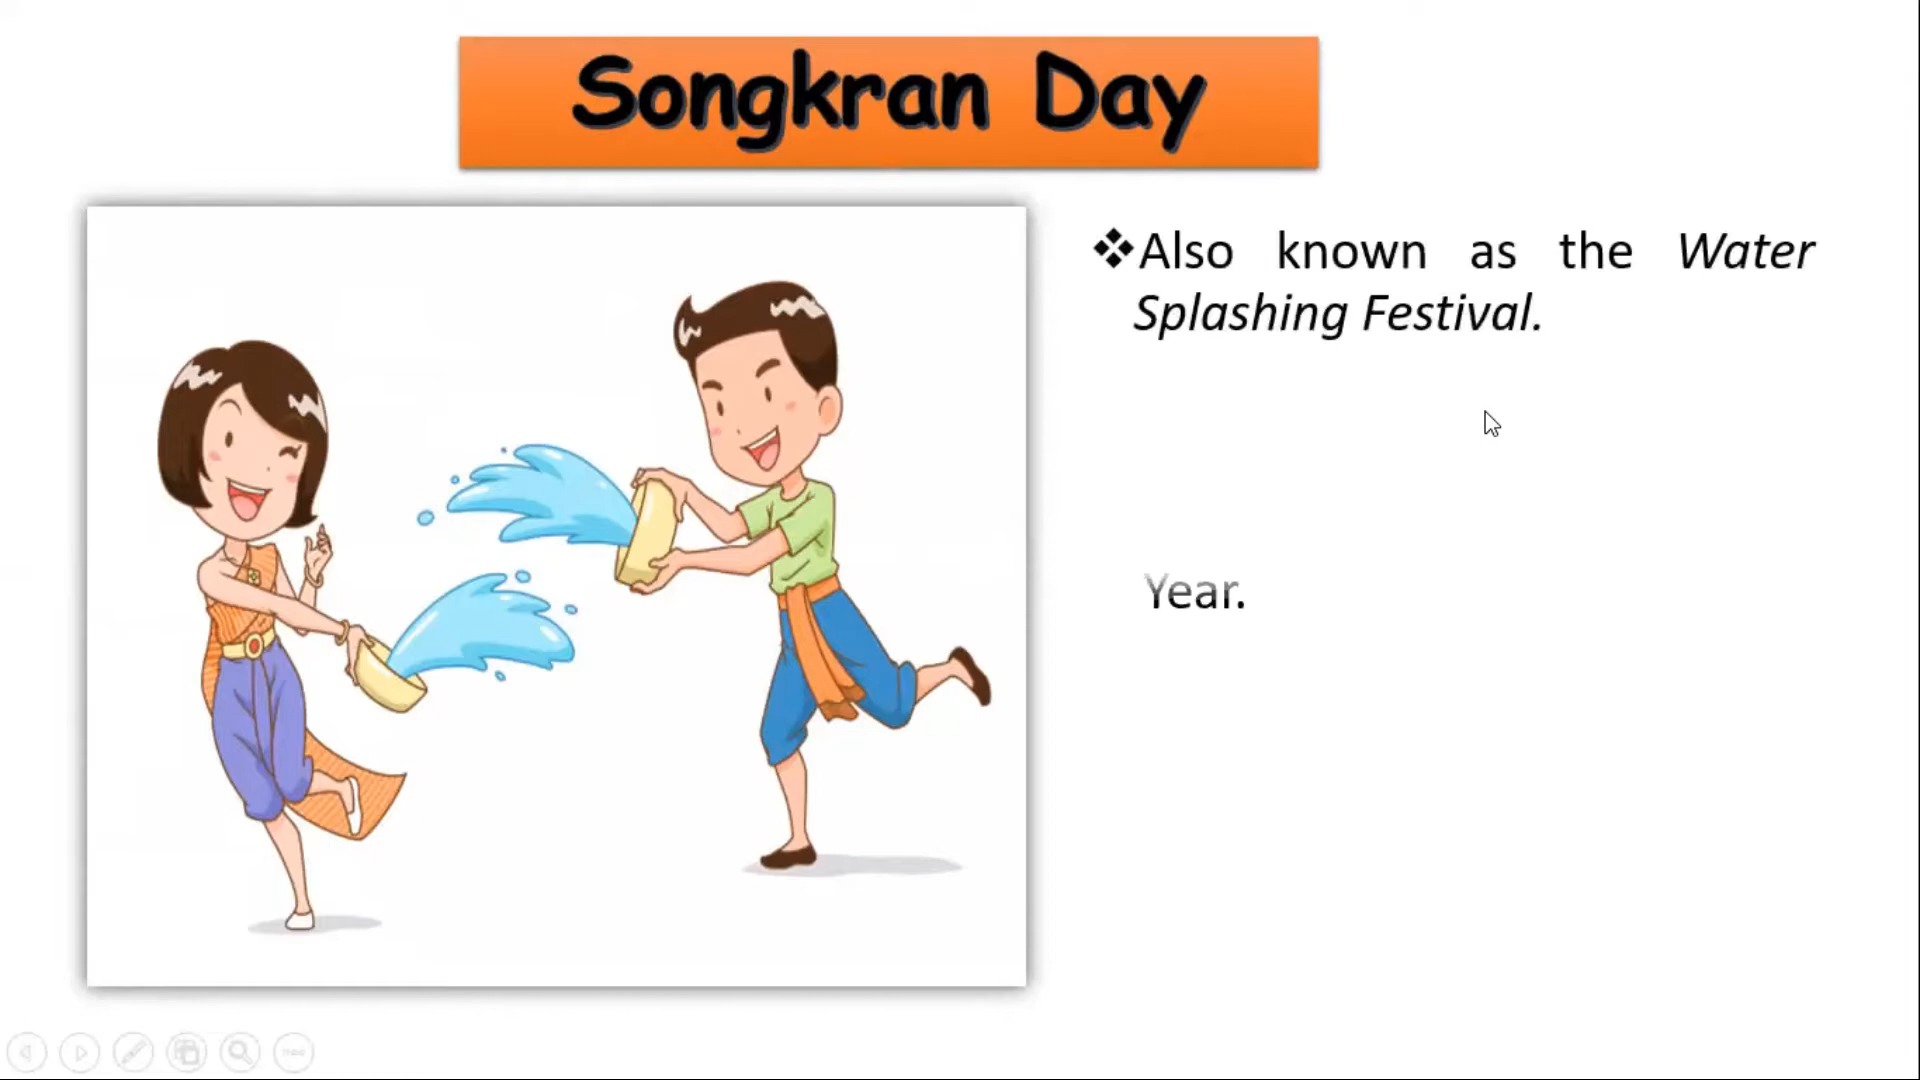 Songkran Day
❖Also known as the Water
Splashing Festival.
Year.